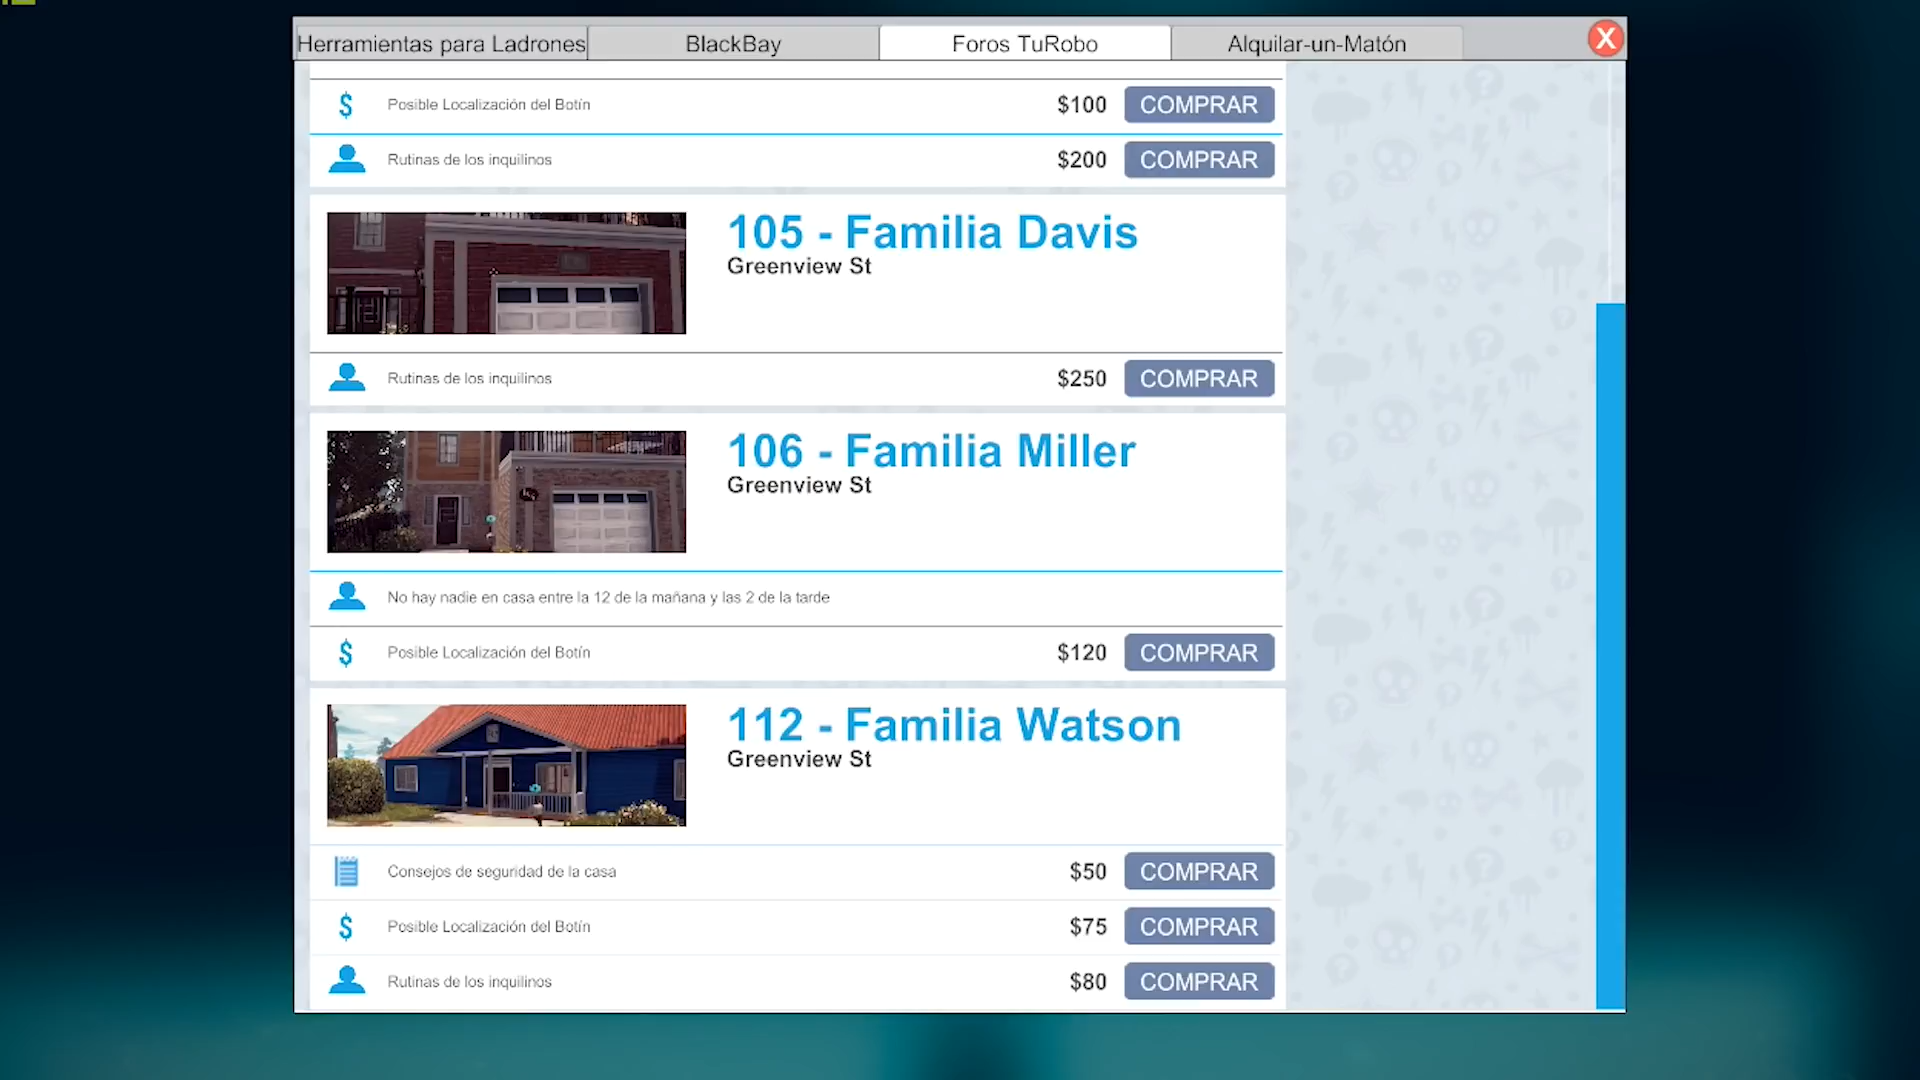 Herramientas para Ladrones
BlackBay
Foros TuRobo
Alquilar-un-Matón
X
Posible Localización del Botín
$100
COMPRAR
Rutinas de los inquilinos
$200
COMPRAR
105 - Familia Davis
Greenview St
Rutinas de los inquilinos
$250
COMPRAR
106 - Familia Miller
Greenview St
No hay nadie en casa entre la 12 de la mañana y las 2 de la tarde
Posible Localización del Botín
$120
COMPRAR
112 - Familia Watson
Greenview St
Consejos de seguridad de la casa
$50
COMPRAR
Posible Localización del Botín
$75
COMPRAR
Rutinas de los inquilinos
$80
COMPRAR